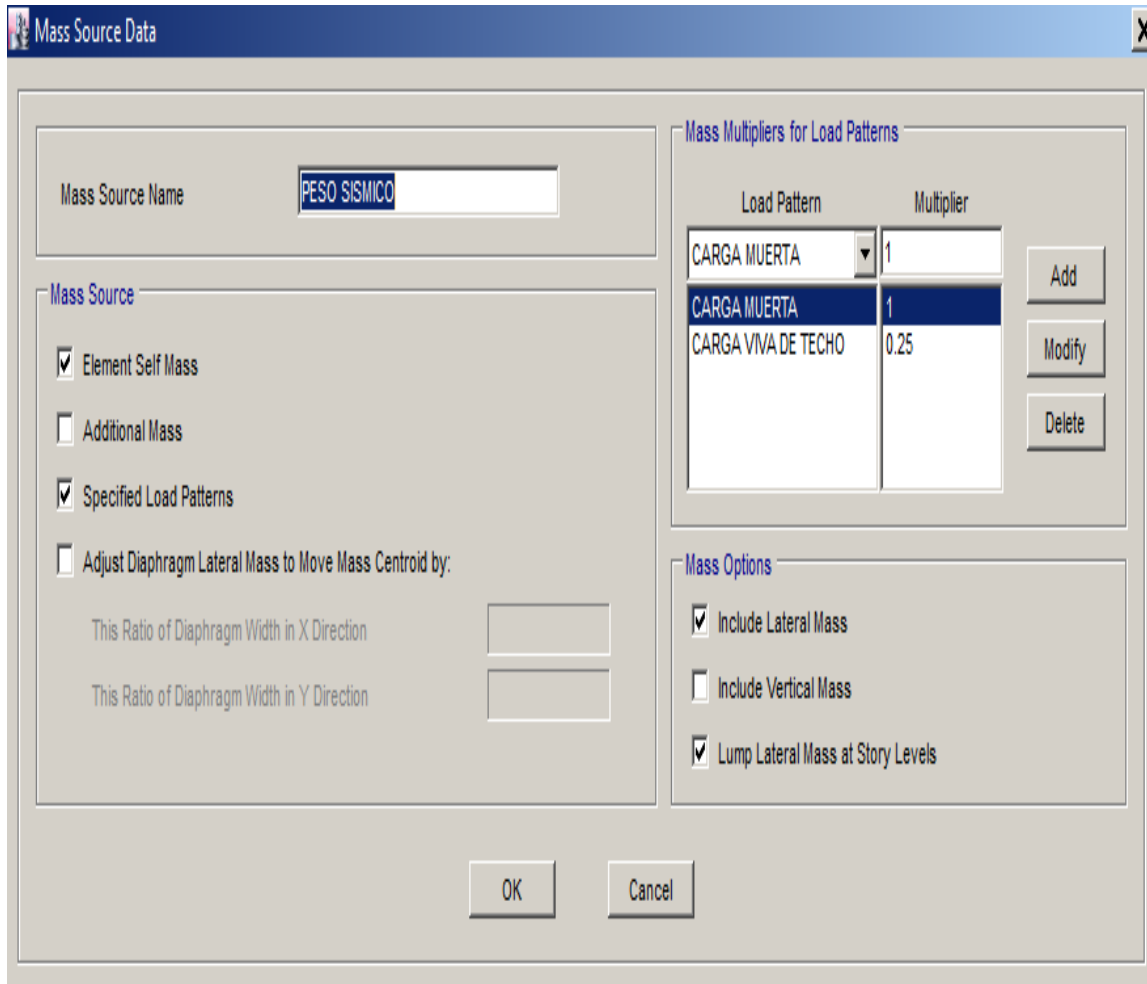 Mass Source Data
Mass Source Name PESO SISMICO
Mass Source
Element Self Mass
Additional Mass
Specified Load Patterns
Adjust Diaphragm Lateral Mass to Move Mass Centroid by:
This Ratio of Diaphragm Width in X Direction
This Ratio of Diaphragm Width in Y Direction
Mass Multipliers for Load Patterns
Load Pattern Multiplier
CARGA MUERTA 1
CARGA MUERTA 1
CARGA VIVA DE TECHO 0.25
Add
Modify
Delete
Mass Options
Include Lateral Mass
Include Vertical Mass
Lump Lateral Mass at Story Levels
OK Cancel